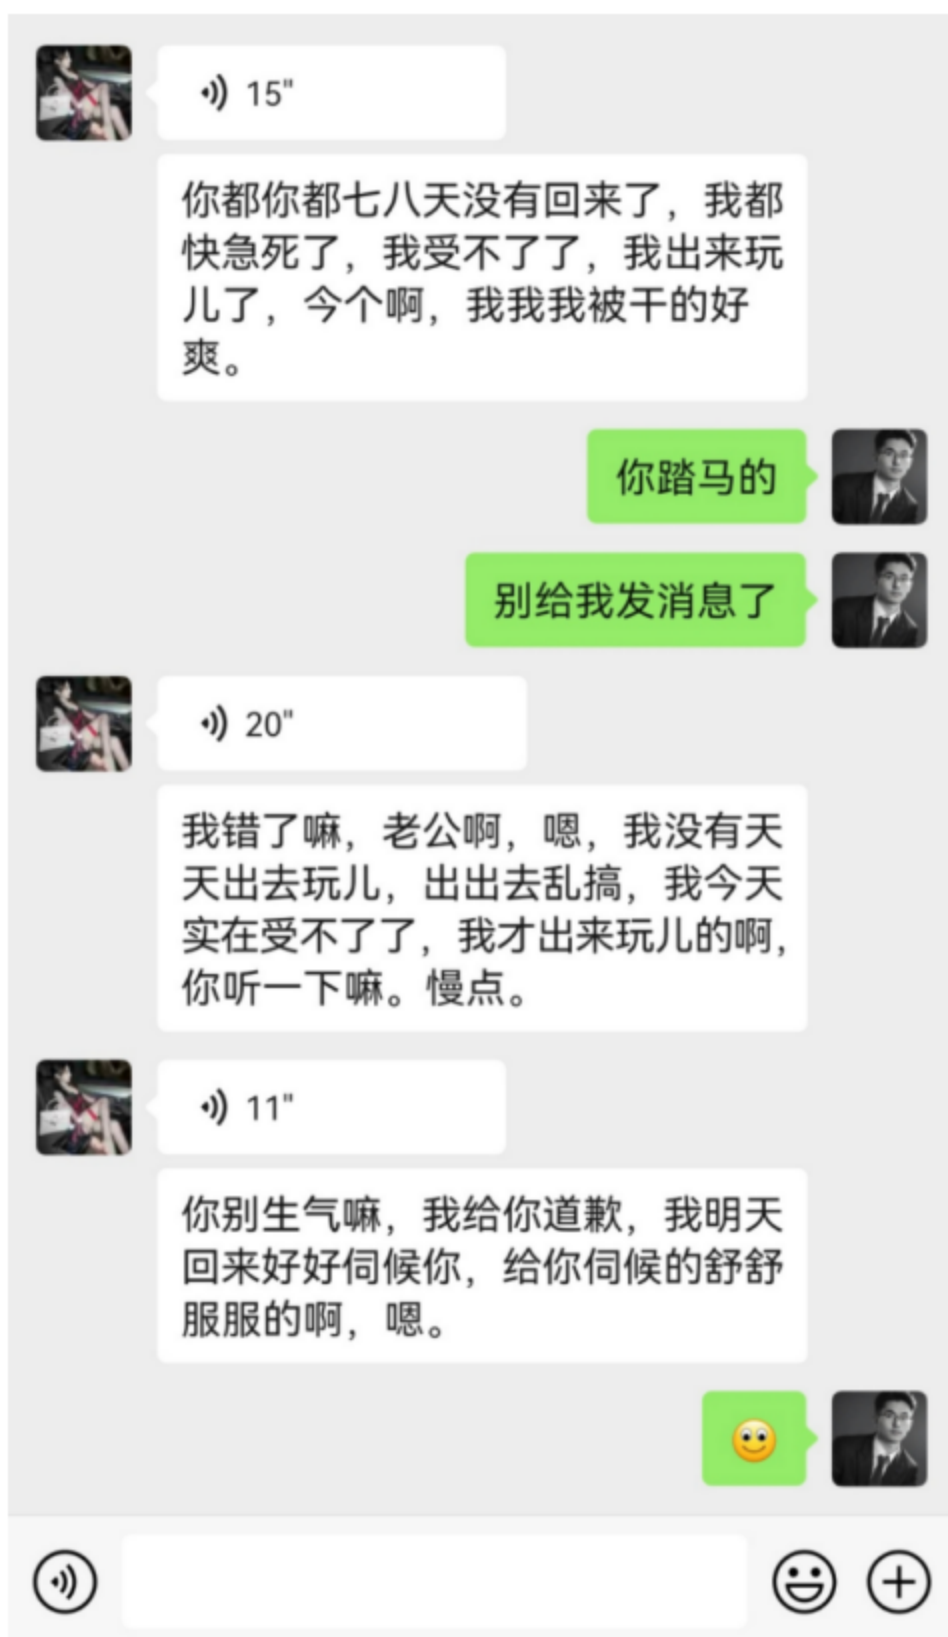 15"
你都你都七八天没有回来了，我都
快急死了，我受不了了，我出来玩
儿了，今个啊，我我我被干的好
爽。
你踏马的
别给我发消息了
20"
我错了嘛，老公啊，嗯，我没有天
天出去玩儿，出出去乱搞，我今天
实在受不了了，我才出来玩儿的啊，
你听一下嘛。慢点。
11"
你别生气嘛，我给你道歉，我明天
回来好好伺候你，给你伺候的舒舒
服服的啊，嗯。